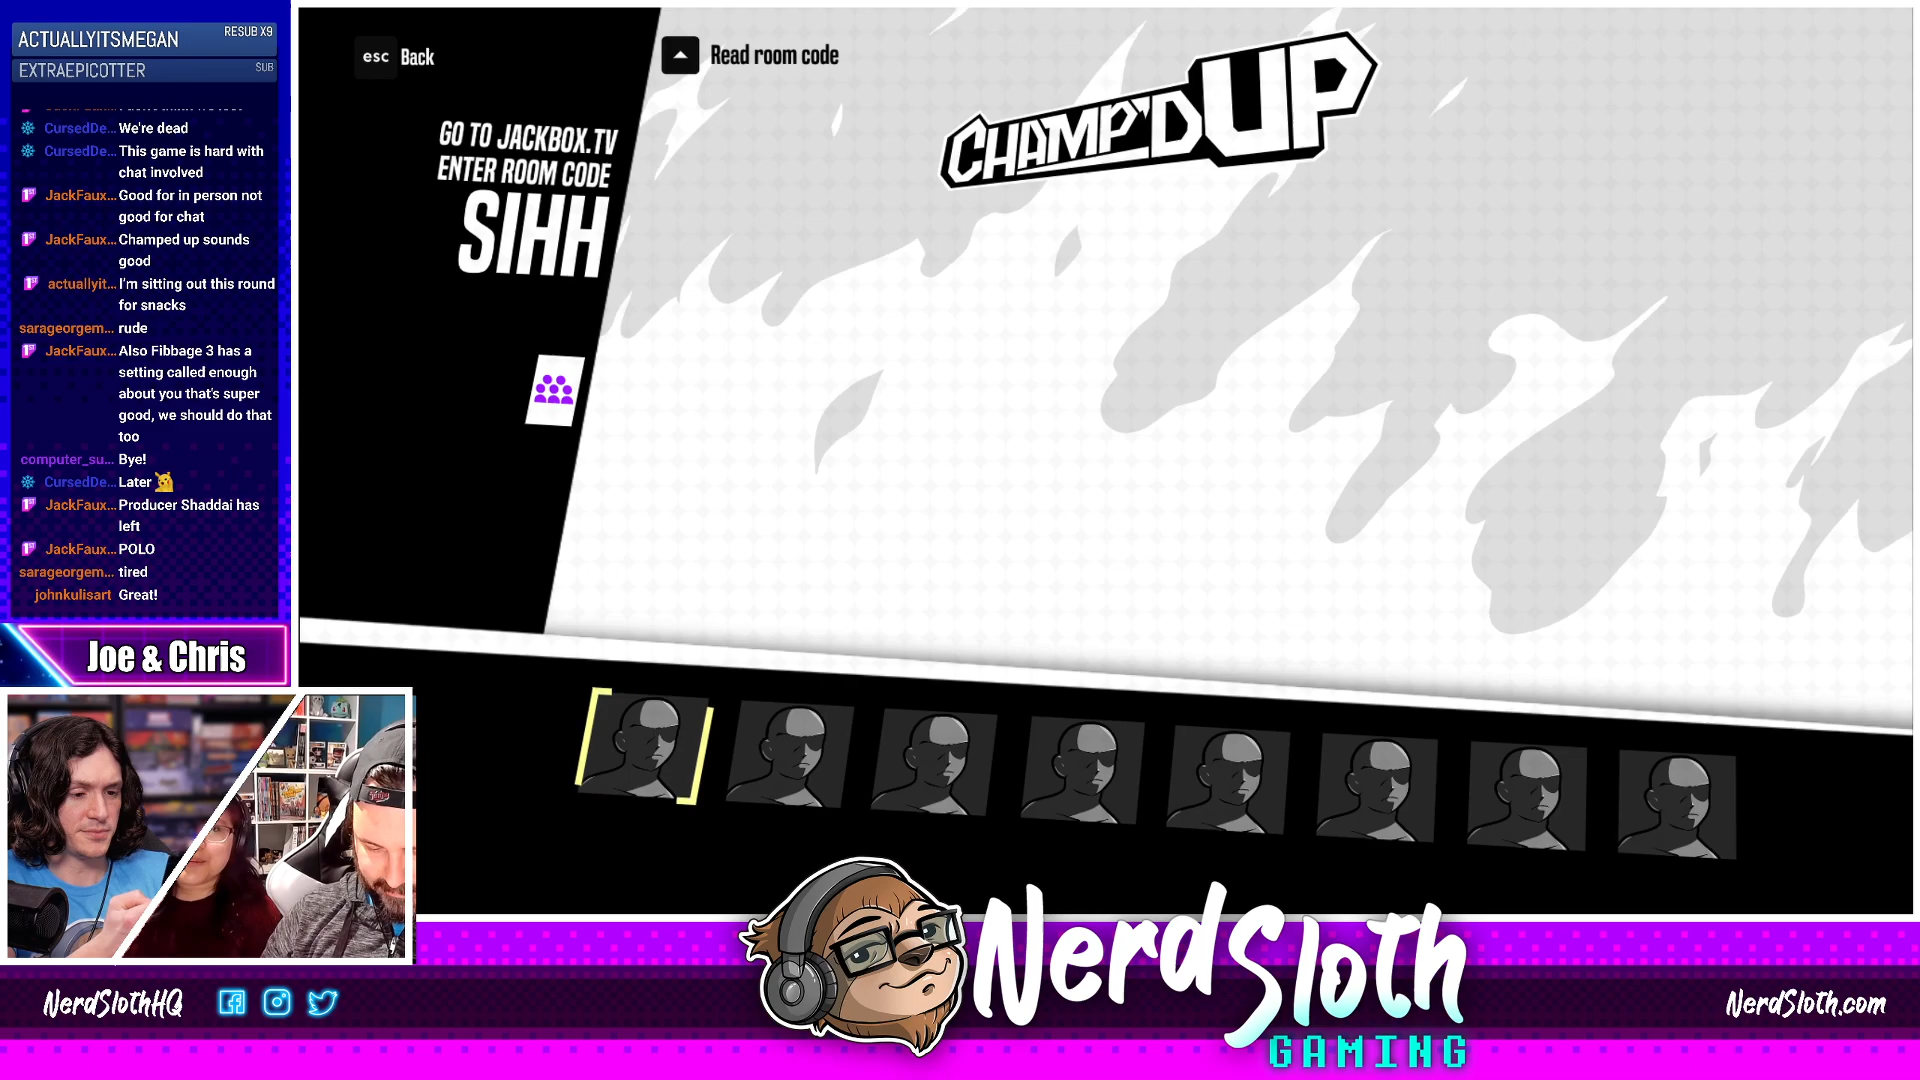 ACTUALLYITSMEGAN RESUB X9
EXTRAEPICOTTER SUB
CursedDe... We're dead
CursedDe... This game is hard with
chat involved
JackFaux... Good for in person not
good for chat
JackFaux... Champed up sounds
good
actuallyit... I'm sitting out this round
for snacks
sarageorgem... rude
JackFaux... Also Fibbage 3 has a
setting called enough
about you that's super
good, we should do that
too
computer_su... Bye!
CursedDe... Later
JackFaux... Producer Shaddai has
left
JackFaux... POLO
sarageorgem... tired
johnkulisart Great!
Joe & Chris
esc Back
Read room code
CHAMP'D UP
GO TO JACKBOX.TV
ENTER ROOM CODE
SIHH
NerdSlothHQ
NerdSloth
GAMING
NerdSloth.com